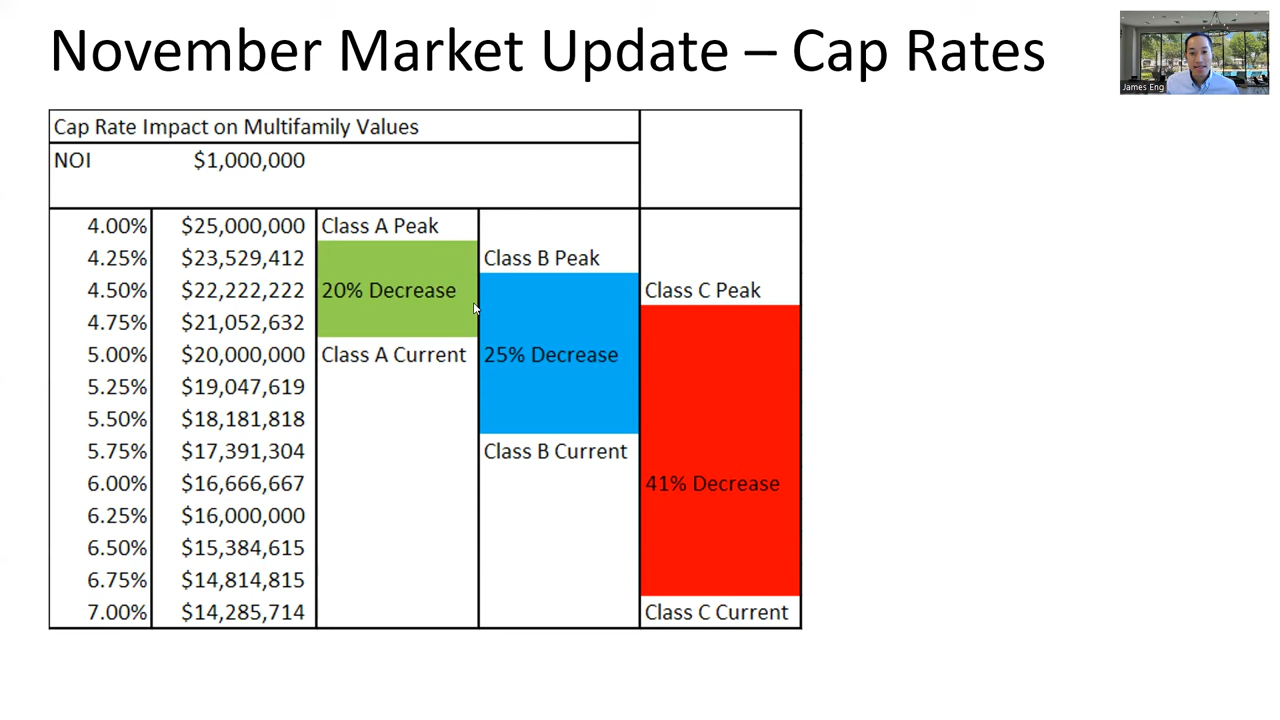 November Market Update – Cap Rates
James Eng
Cap Rate Impact on Multifamily Values
NOI $1,000,000
4.00% $25,000,000 Class A Peak
4.25% $23,529,412 Class B Peak
4.50% $22,222,222 20% Decrease Class C Peak
4.75% $21,052,632
5.00% $20,000,000 Class A Current 25% Decrease
5.25% $19,047,619
5.50% $18,181,818
5.75% $17,391,304 Class B Current
6.00% $16,666,667 41% Decrease
6.25% $16,000,000
6.50% $15,384,615
6.75% $14,814,815
7.00% $14,285,714 Class C Current